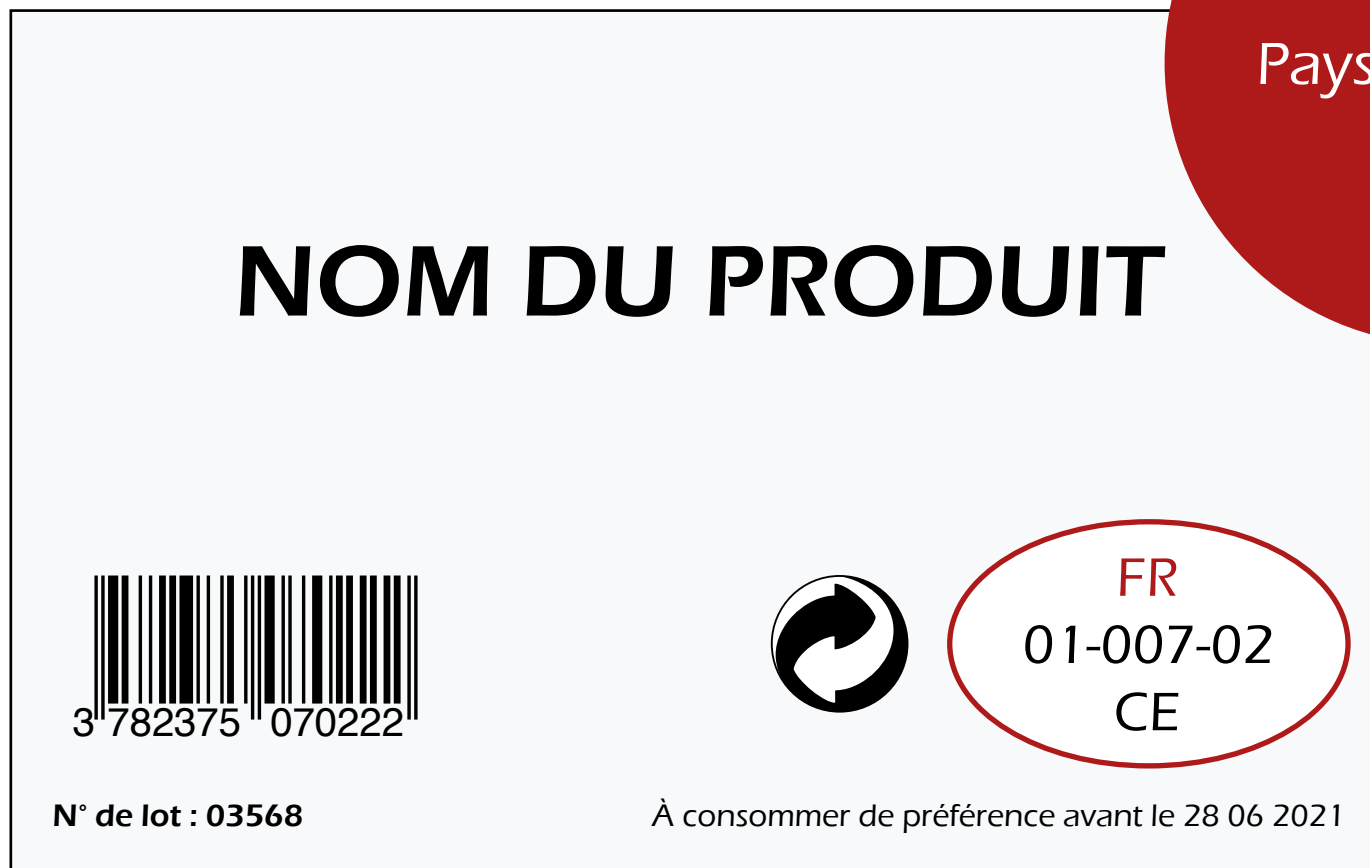 Pays
NOM DU PRODUIT
FR
01-007-02
CE
3 782375 070222
N° de lot : 03568
À consommer de préférence avant le 28 06 2021